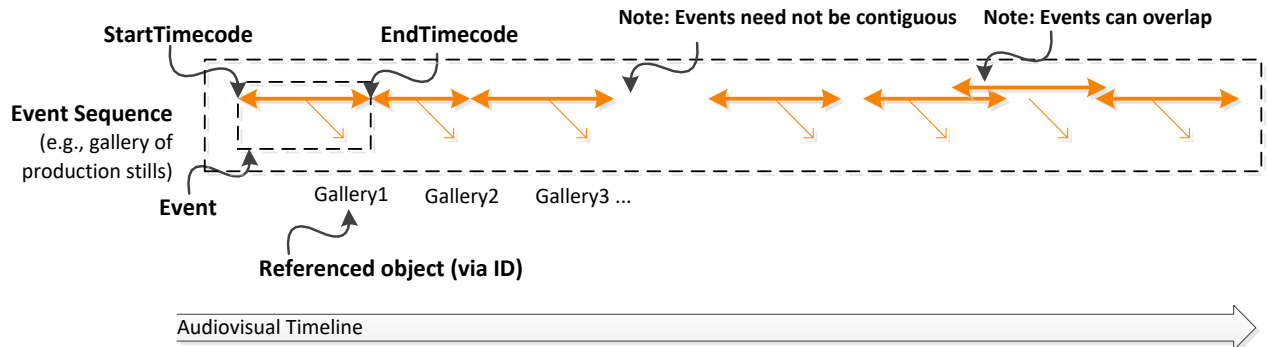 Note: Events need not be contiguous
Note: Events can overlap
StartTimecode
EndTimecode
Event Sequence
(e.g., gallery of
production stills)
Gallery1
Gallery2
Gallery3 ...
Event
Referenced object (via ID)
Audiovisual Timeline